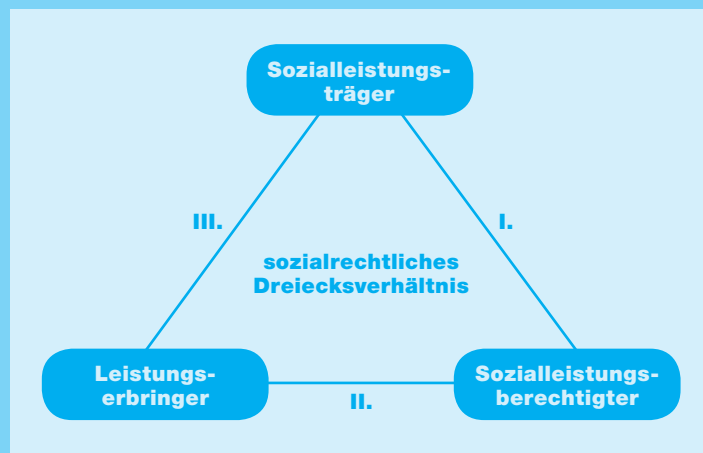 Sozialleistungs-
träger
III.
I.
sozialrechtliches
Dreiecksverhältnis
Leistungs-
erbringer
II.
Sozialleistungs-
berechtigter